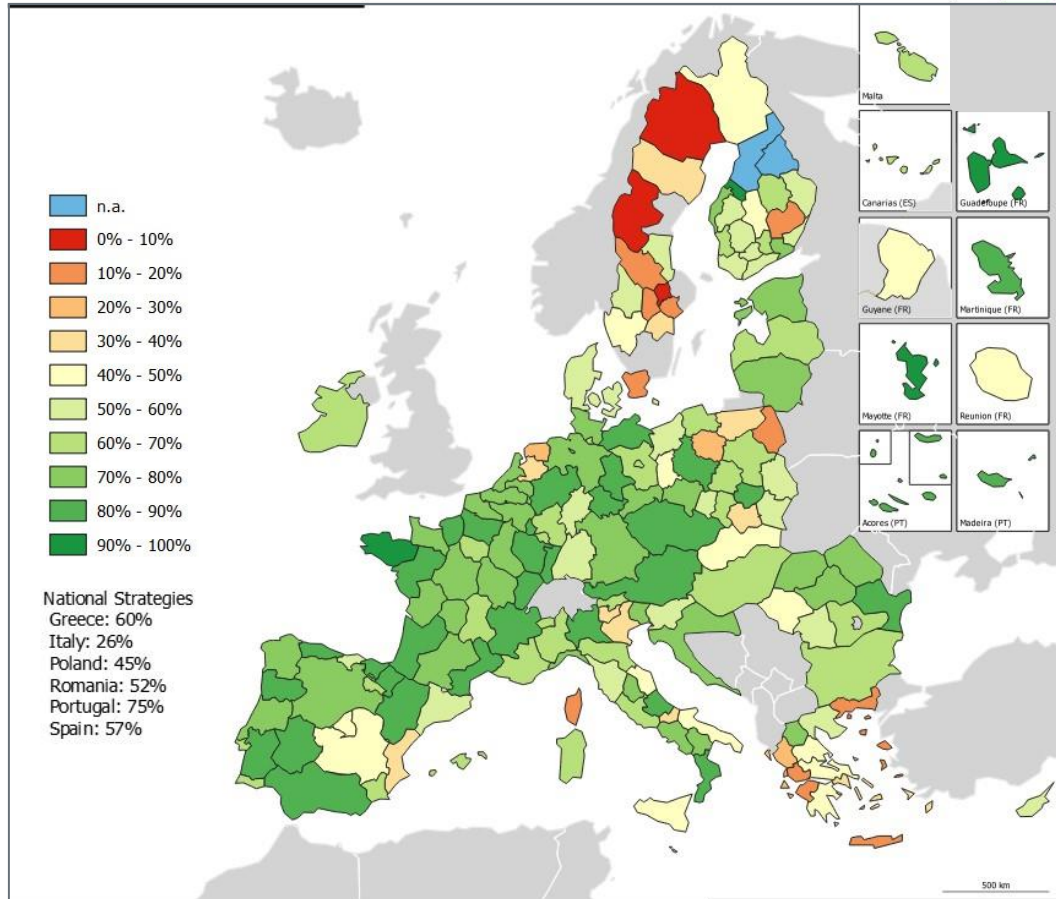 n.a.
0% - 10%
10% - 20%
20% - 30%
30% - 40%
40% - 50%
50% - 60%
60% - 70%
70% - 80%
80% - 90%
90% - 100%
National Strategies
Greece: 60%
Italy: 26%
Poland: 45%
Romania: 52%
Portugal: 75%
Spain: 57%
Malta
Canarias (ES)
Guadeloupe (FR)
Guyane (FR)
Martinique (FR)
Mayotte (FR)
Reunion (FR)
Acores (PT)
Madeira (PT)
500 km